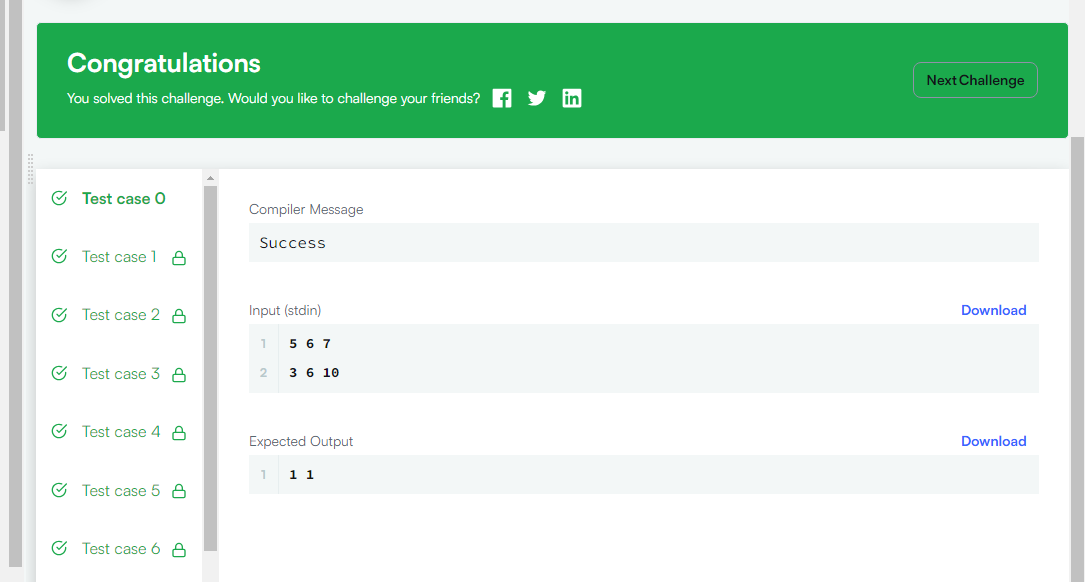 Congratulations
You solved this challenge. Would you like to challenge your friends?
Next Challenge
Test case 0
Test case 1
Test case 2
Test case 3
Test case 4
Test case 5
Test case 6
Compiler Message
Success
Input (stdin)
Download
1 5 6 7
2 3 6 10
Expected Output
Download
1 1 1